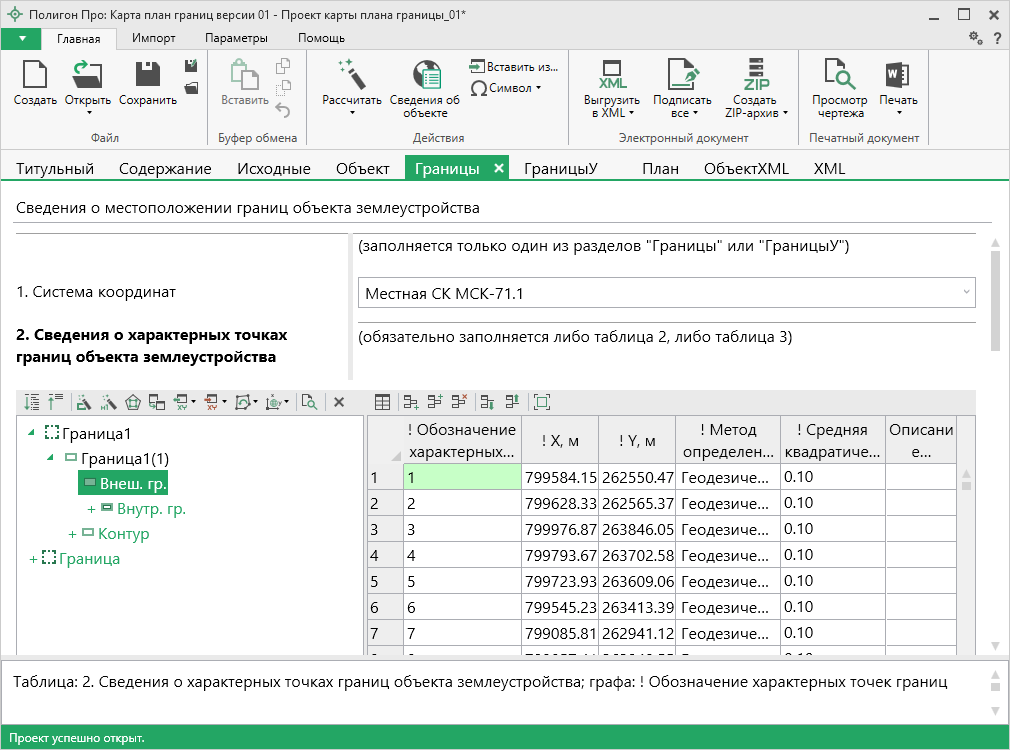 Полигон Про: Карта план границ версии 01 - Проект карты плана границы_01*
Главная Импорт Параметры Помощь ?
Создать Открыть Сохранить Вставить Рассчитать Сведения об объекте Вставить из... Символ XML Выгрузить в XML Подписать все ZIP Создать ZIP-архив Просмотр чертежа Печать
Файл Буфер обмена Действия Электронный документ Печатный документ
Титульный Содержание Исходные Объект Границы ГраницыУ План ОбъектXML XML
Сведения о местоположении границ объекта землеустройства
(заполняется только один из разделов "Границы" или "ГраницыУ")
1. Система координат
Местная СК МСК-71.1
2. Сведения о характерных точках
границ объекта землеустройства
(обязательно заполняется либо таблица 2, либо таблица 3)
Граница1
Граница1(1)
Внеш. гр.
+ Внутр. гр.
+ Контур
+ Граница
! Обозначение характерных... ! X, м ! Y, м ! Метод определен... ! Средняя квадратиче... Описани е...
1 1 799584.15 262550.47 Геодезиче... 0.10
2 2 799628.33 262565.37 Геодезиче... 0.10
3 3 799976.87 263846.05 Геодезиче... 0.10
4 4 799793.67 263702.58 Геодезиче... 0.10
5 5 799723.93 263609.06 Геодезиче... 0.10
6 6 799545.23 263413.39 Геодезиче... 0.10
7 7 799085.81 262941.12 Геодезиче... 0.10
Таблица: 2. Сведения о характерных точках границ объекта землеустройства; графа: ! Обозначение характерных точек границ
Проект успешно открыт.